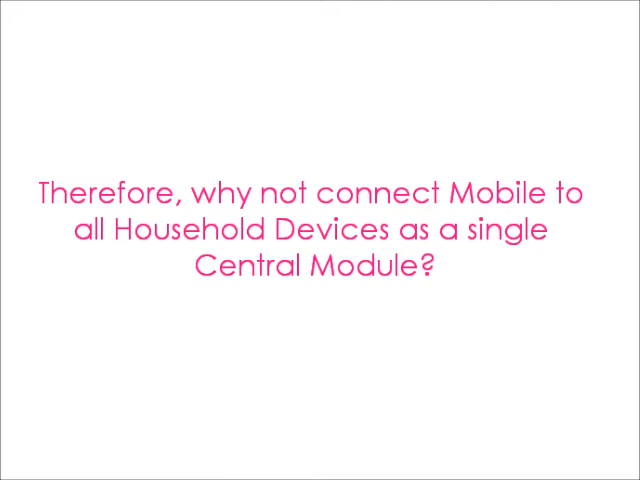 Therefore, why not connect Mobile to
all Household Devices as a single
Central Module?